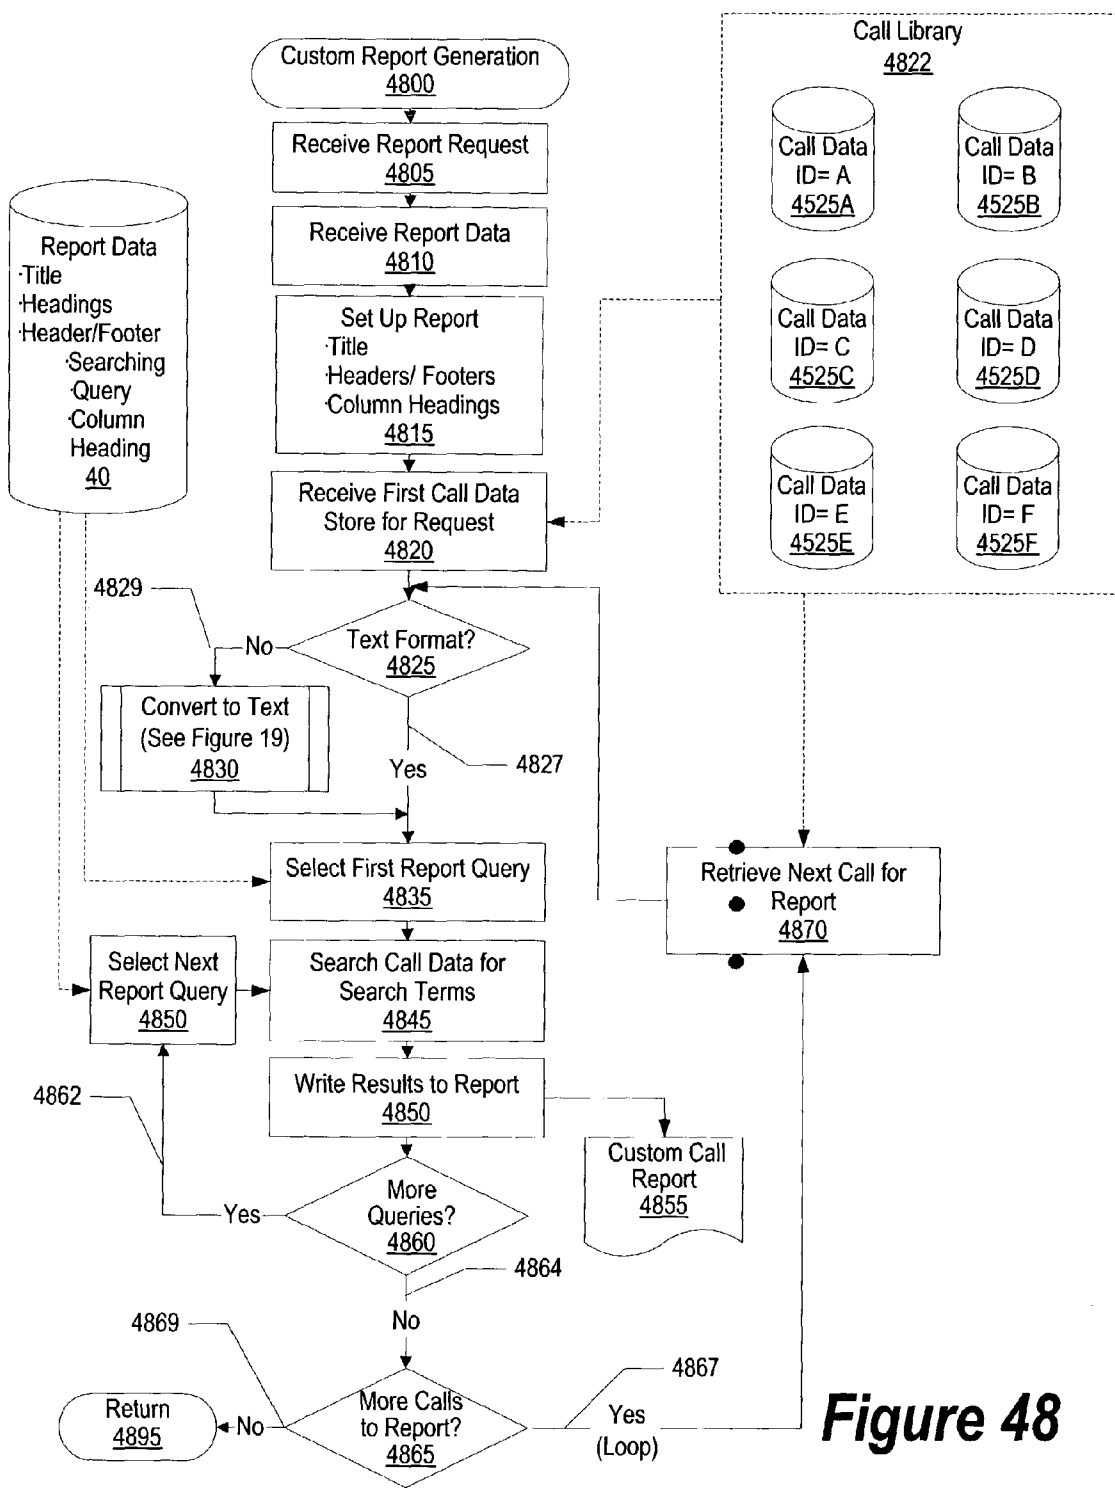 Custom Report Generation
4800
Receive Report Request
4805
Receive Report Data
4810
Set Up Report
·Title
·Headers/ Footers
·Column Headings
4815
Receive First Call Data
Store for Request
4820
Report Data
·Title
·Headings
·Header/Footer
·Searching
·Query
·Column
Heading
40
Call Library
4822
Call Data
ID= A
4525A
Call Data
ID= B
4525B
Call Data
ID= C
4525C
Call Data
ID= D
4525D
Call Data
ID= E
4525E
Call Data
ID= F
4525F
4829
No
Text Format?
4825
Convert to Text
(See Figure 19)
4830
Yes
4827
Select First Report Query
4835
Retrieve Next Call for
Report
4870
Select Next
Report Query
4850
Search Call Data for
Search Terms
4845
4862
Write Results to Report
4850
Custom Call
Report
4855
Yes
More
Queries?
4860
4864
No
4869
4867
Return
4895
No
More Calls
to Report?
4865
Yes
(Loop)
Figure 48